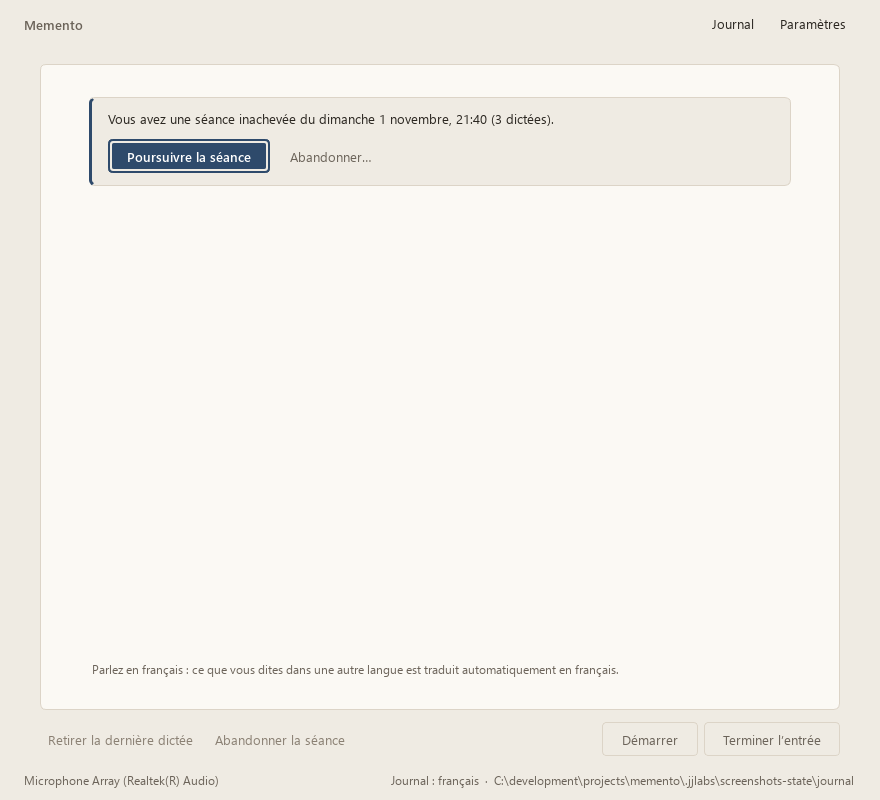 Memento
Journal
Paramètres
Vous avez une séance inachevée du dimanche 1 novembre, 21:40 (3 dictées).
Poursuivre la séance
Abandonner…
Parlez en français : ce que vous dites dans une autre langue est traduit automatiquement en français.
Retirer la dernière dictée
Abandonner la séance
Démarrer
Terminer l'entrée
Microphone Array (Realtek(R) Audio)
Journal : français · C:\development\projects\memento\.jjlabs\screenshots-state\journal